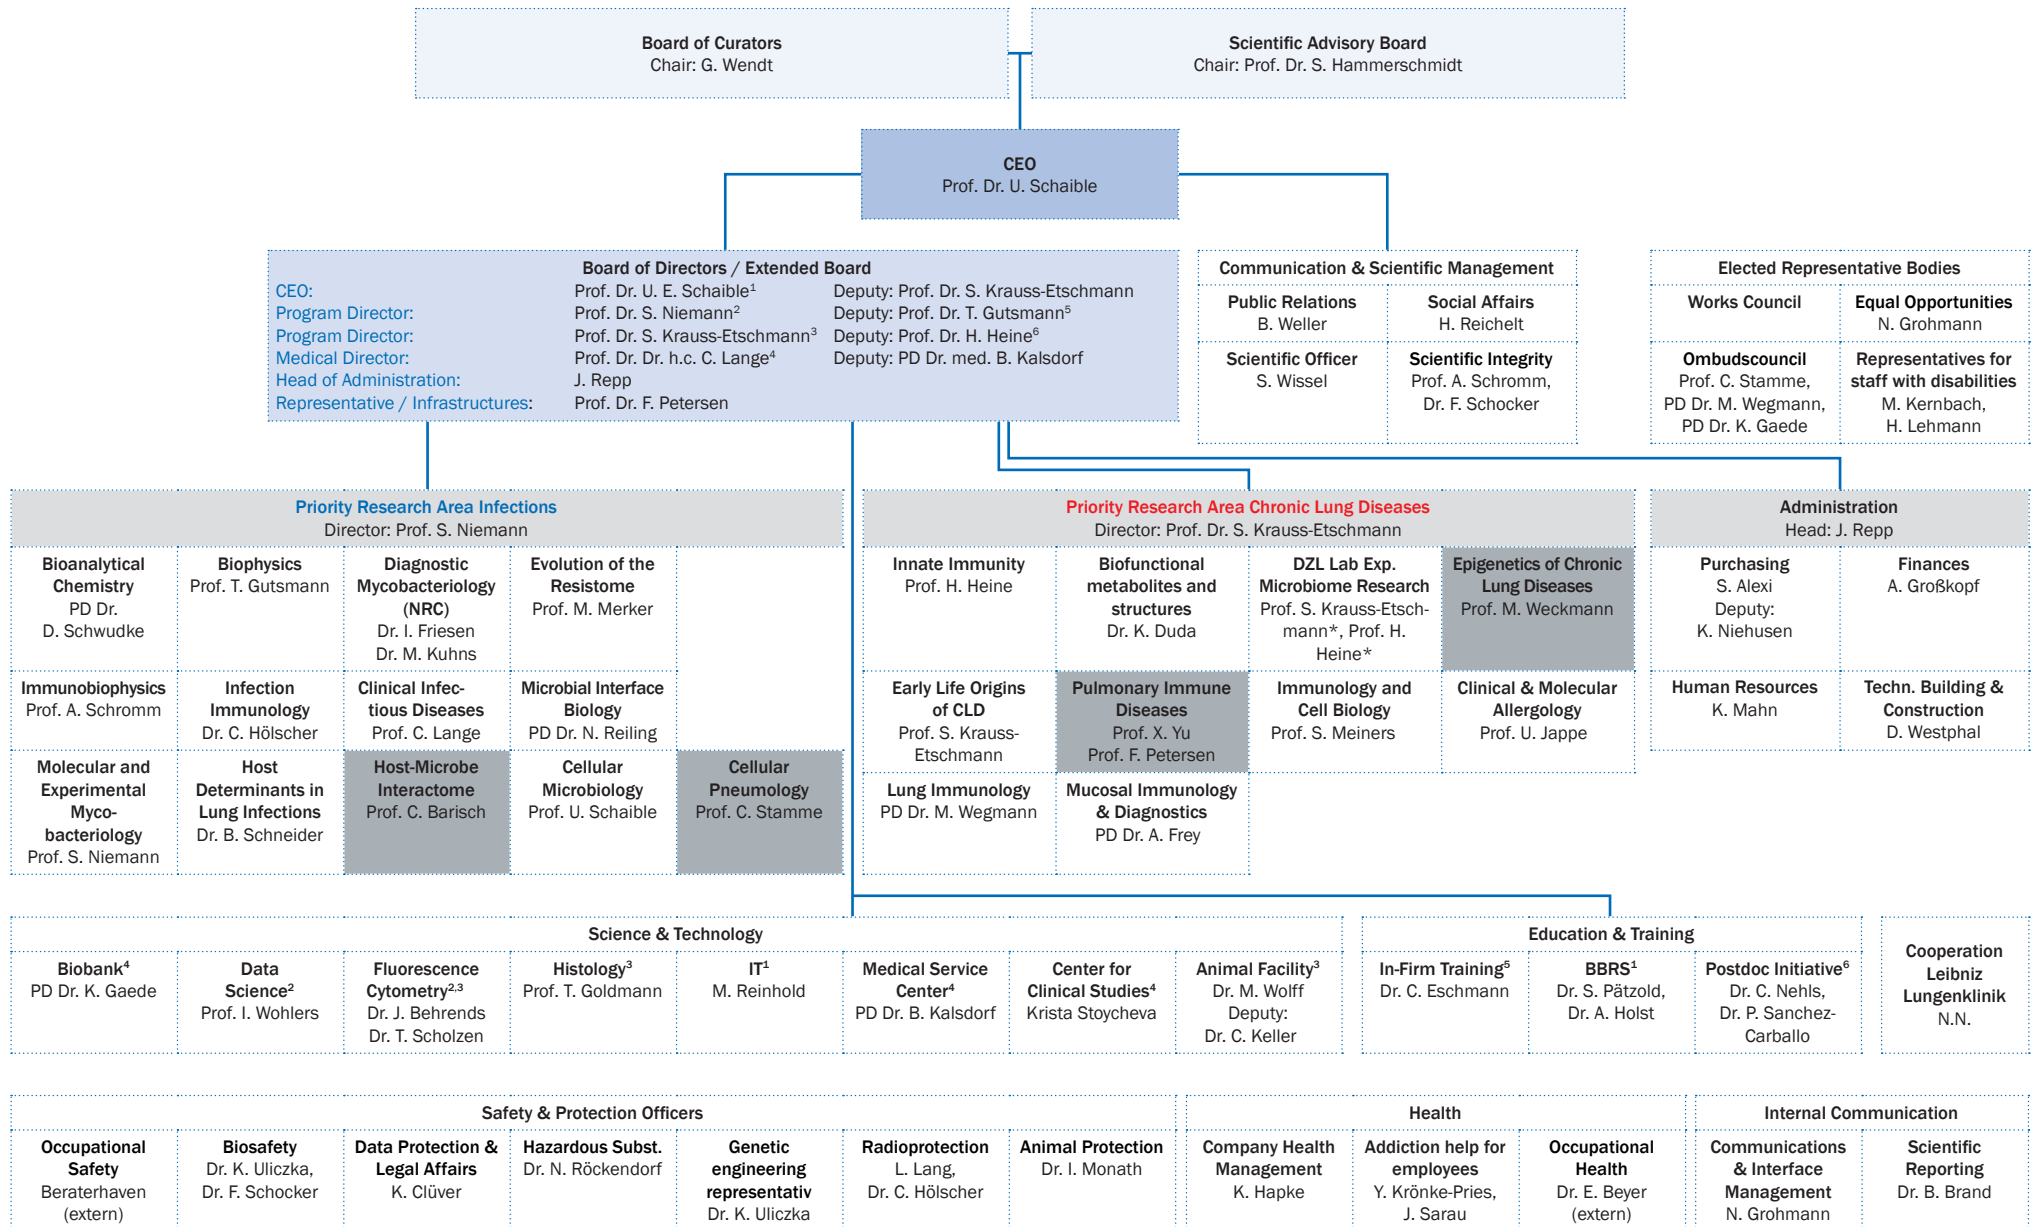 Board of Curators
Chair: G. Wendt
Scientific Advisory Board
Chair: Prof. Dr. S. Hammerschmidt
CEO
Prof. Dr. U. Schaible
Board of Directors / Extended Board
CEO: Prof. Dr. U. E. Schaible¹ Deputy: Prof. Dr. S. Krauss-Etschmann
Program Director: Prof. Dr. S. Niemann² Deputy: Prof. Dr. T. Gutsmann⁵
Program Director: Prof. Dr. S. Krauss-Etschmann³ Deputy: Prof. Dr. H. Heine⁶
Medical Director: Prof. Dr. Dr. h.c. C. Lange⁴ Deputy: PD Dr. med. B. Kalsdorf
Head of Administration: J. Repp
Representative / Infrastructures: Prof. Dr. F. Petersen
Communication & Scientific Management
Public Relations
B. Weller
Social Affairs
H. Reichelt
Scientific Officer
S. Wissel
Scientific Integrity
Prof. A. Schromm,
Dr. F. Schocker
Elected Representative Bodies
Works Council
Equal Opportunities
N. Grohmann
Ombudscouncil
Prof. C. Stamme,
PD Dr. M. Wegmann,
PD Dr. K. Gaede
Representatives for
staff with disabilities
M. Kernbach,
H. Lehmann
Priority Research Area Infections
Director: Prof. S. Niemann
Bioanalytical
Chemistry
PD Dr.
D. Schwudke
Biophysics
Prof. T. Gutsmann
Diagnostic
Mycobacteriology
(NRC)
Dr. I. Friesen
Dr. M. Kuhns
Evolution of the
Resistome
Prof. M. Merker
Immunobiophysics
Prof. A. Schromm
Infection
Immunology
Dr. C. Hölscher
Clinical Infec-
tious Diseases
Prof. C. Lange
Microbial Interface
Biology
PD Dr. N. Reiling
Molecular and
Experimental
Myco-
bacteriology
Prof. S. Niemann
Host
Determinants in
Lung Infections
Dr. B. Schneider
Host-Microbe
Interactome
Prof. C. Barisch
Cellular
Microbiology
Prof. U. Schaible
Cellular
Pneumology
Prof. C. Stamme
Priority Research Area Chronic Lung Diseases
Director: Prof. Dr. S. Krauss-Etschmann
Innate Immunity
Prof. H. Heine
Biofunctional
metabolites and
structures
Dr. K. Duda
DZL Lab Exp.
Microbiome Research
Prof. S. Krauss-Etsch-
mann*, Prof. H.
Heine*
Epigenetics of Chronic
Lung Diseases
Prof. M. Weckmann
Early Life Origins
of CLD
Prof. S. Krauss-
Etschmann
Pulmonary Immune
Diseases
Prof. X. Yu
Prof. F. Petersen
Immunology and
Cell Biology
Prof. S. Meiners
Clinical & Molecular
Allergology
Prof. U. Jappe
Lung Immunology
PD Dr. M. Wegmann
Mucosal Immunology
& Diagnostics
PD Dr. A. Frey
Administration
Head: J. Repp
Purchasing
S. Alexi
Deputy:
K. Niehusen
Finances
A. Großkopf
Human Resources
K. Mahn
Techn. Building &
Construction
D. Westphal
Science & Technology
Biobank⁴
PD Dr. K. Gaede
Data
Science²
Prof. I. Wohlers
Fluorescence
Cytometry²,³
Dr. J. Behrends
Dr. T. Scholzen
Histology³
Prof. T. Goldmann
IT¹
M. Reinhold
Medical Service
Center⁴
PD Dr. B. Kalsdorf
Center for
Clinical Studies⁴
Krista Stoycheva
Animal Facility³
Dr. M. Wolff
Deputy:
Dr. C. Keller
Education & Training
In-Firm Training⁵
Dr. C. Eschmann
BBRS¹
Dr. S. Pätzold,
Dr. A. Holst
Postdoc Initiative⁶
Dr. C. Nehls,
Dr. P. Sanchez-
Carballo
Cooperation
Leibniz
Lungenklinik
N.N.
Safety & Protection Officers
Occupational
Safety
Beraterhaven
(extern)
Biosafety
Dr. K. Uliczka,
Dr. F. Schocker
Data Protection &
Legal Affairs
K. Clüver
Hazardous Subst.
Dr. N. Röckendorf
Genetic
engineering
representativ
Dr. K. Uliczka
Radioprotection
L. Lang,
Dr. C. Hölscher
Animal Protection
Dr. I. Monath
Health
Company Health
Management
K. Hapke
Addiction help for
employees
Y. Krönke-Pries,
J. Sarau
Occupational
Health
Dr. E. Beyer
(extern)
Internal Communication
Communications
& Interface
Management
N. Grohmann
Scientific
Reporting
Dr. B. Brand